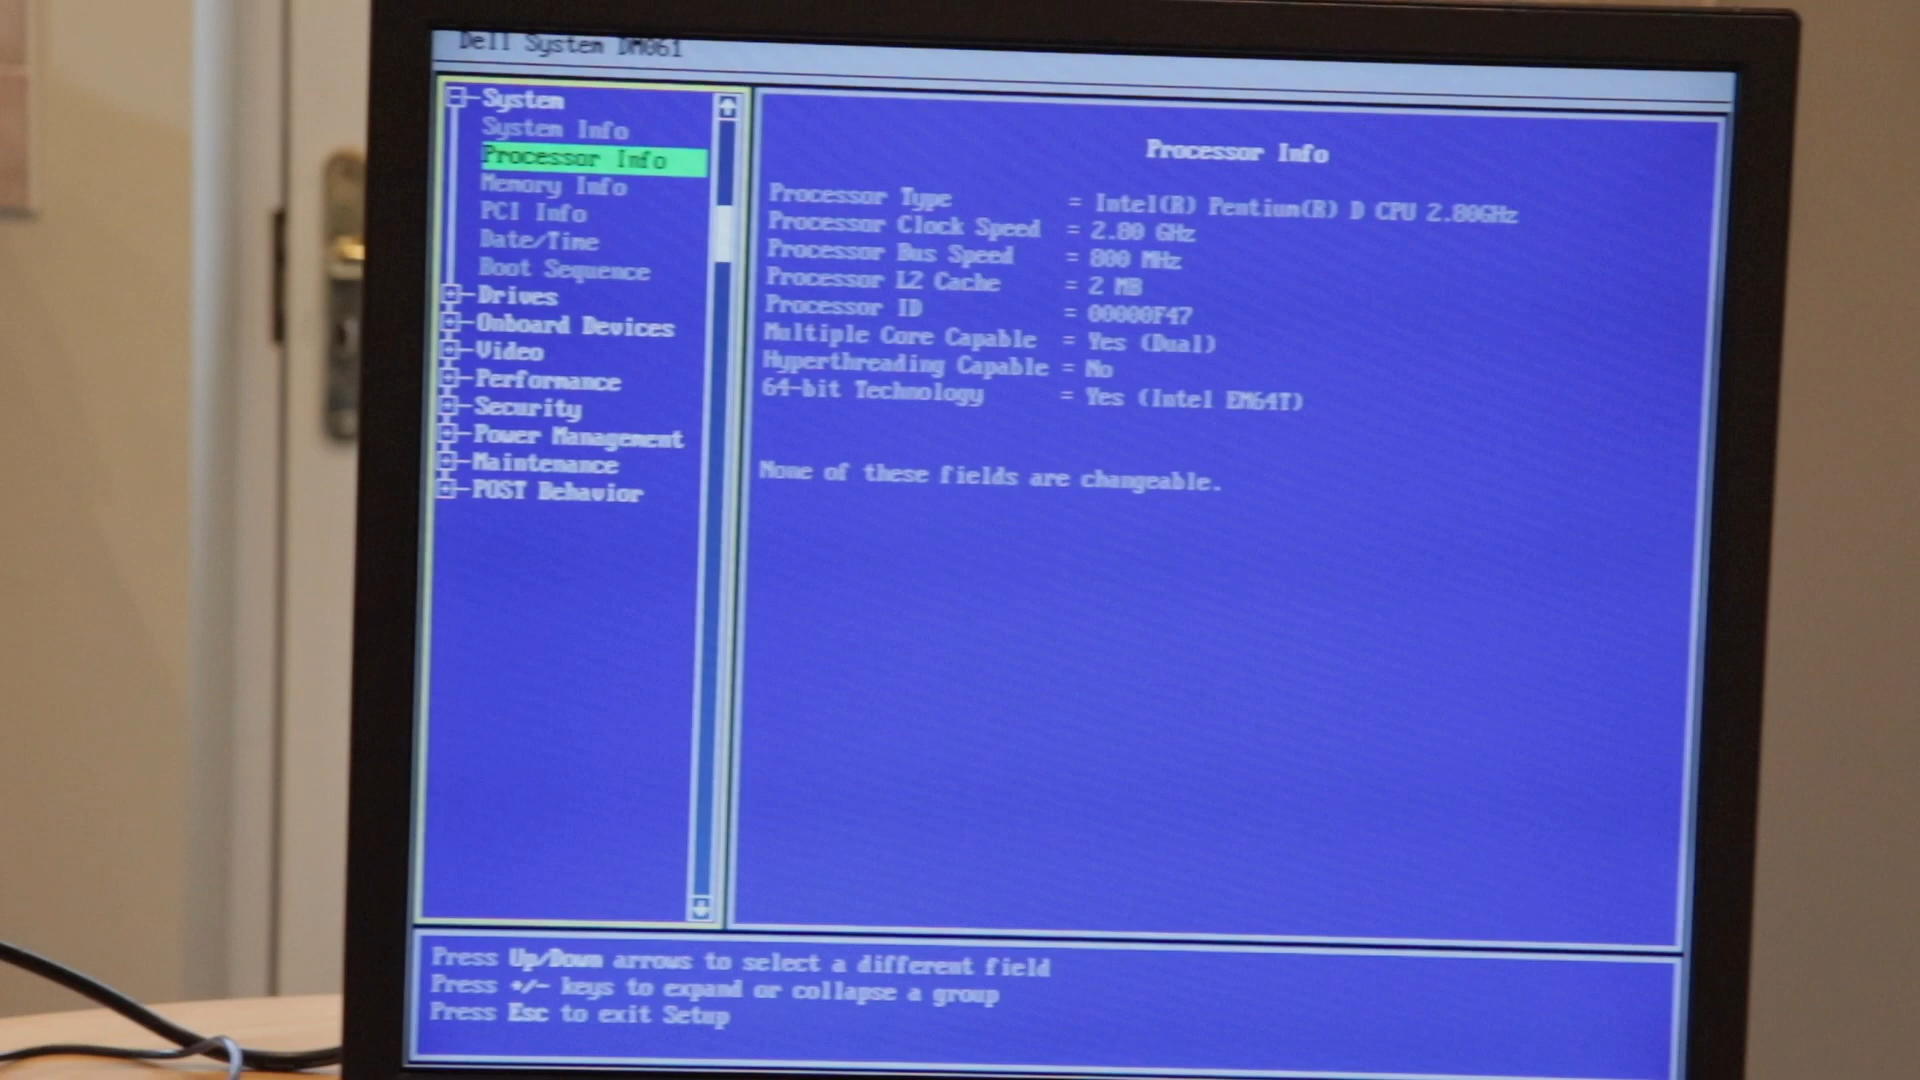 Dell System DM061
System
System Info
Processor Info
Memory Info
PCI Info
Date/Time
Boot Sequence
Drives
Onboard Devices
Video
Performance
Security
Power Management
Maintenance
POST Behavior
Processor Info
Processor Type = Intel(R) Pentium(R) D CPU 2.80GHz
Processor Clock Speed = 2.80 GHz
Processor Bus Speed = 800 MHz
Processor L2 Cache = 2 MB
Processor ID = 00000F47
Multiple Core Capable = Yes (Dual)
Hyperthreading Capable = No
64-bit Technology = Yes (Intel EM64T)
None of these fields are changeable.
Press Up/Down arrows to select a different field
Press +/- keys to expand or collapse a group
Press Esc to exit Setup